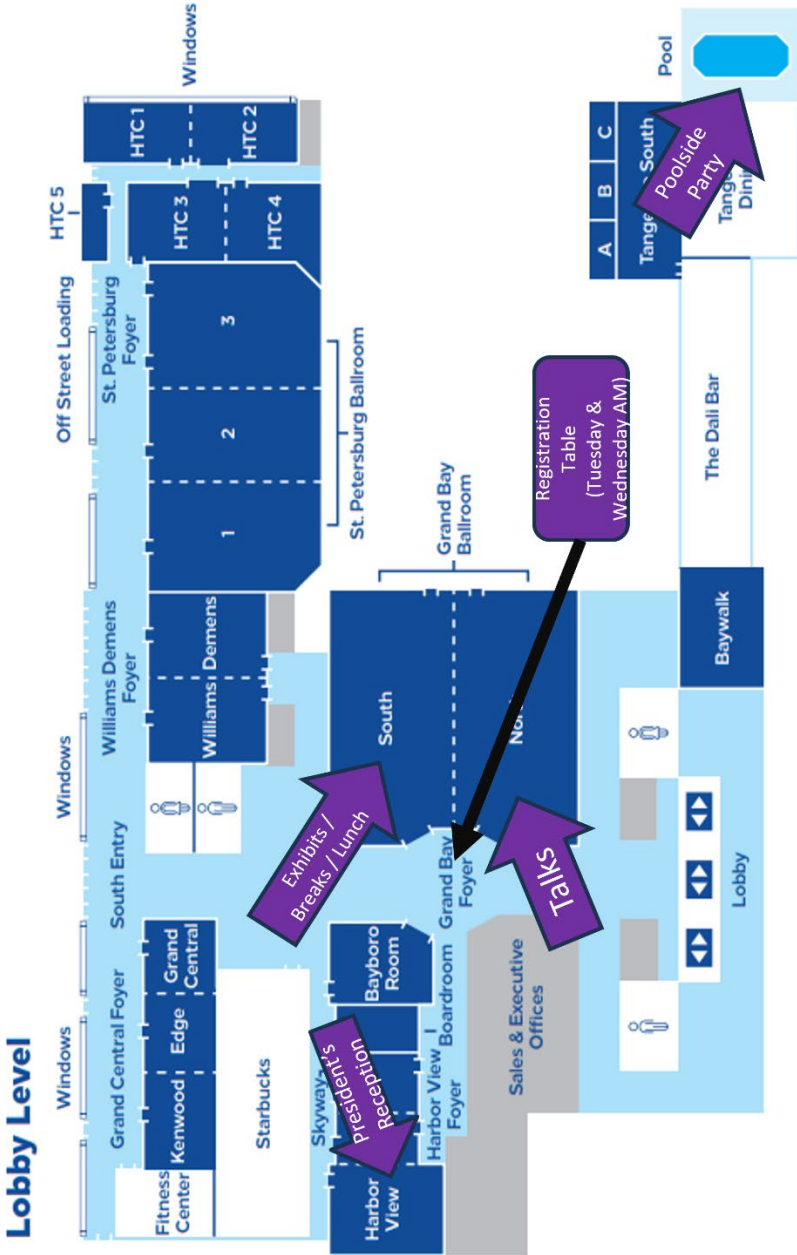 Lobby Level
Windows
Windows
Off Street Loading
HTC 5
Grand Central Foyer
South Entry
Williams Demens
Foyer
St. Petersburg
Foyer
HTC 1
HTC 2
Windows
Fitness
Center
Kenwood
Edge
Grand
Central
Williams Demens
1
2
3
HTC 3
HTC 4
St. Petersburg Ballroom
Starbucks
Skyway
Exhibits /
Breaks / Lunch
President's
Reception
Harbor
View
Bayboro
Room
Harbor View
Foyer
Boardroom
Grand Bay
Foyer
South
Grand Bay
Ballroom
Registration
Table
(Tuesday &
Wednesday AM)
Sales & Executive
Offices
Talks
A
B
C
South
Poolside
Party
Pool
Lobby
Baywalk
The Dali Bar